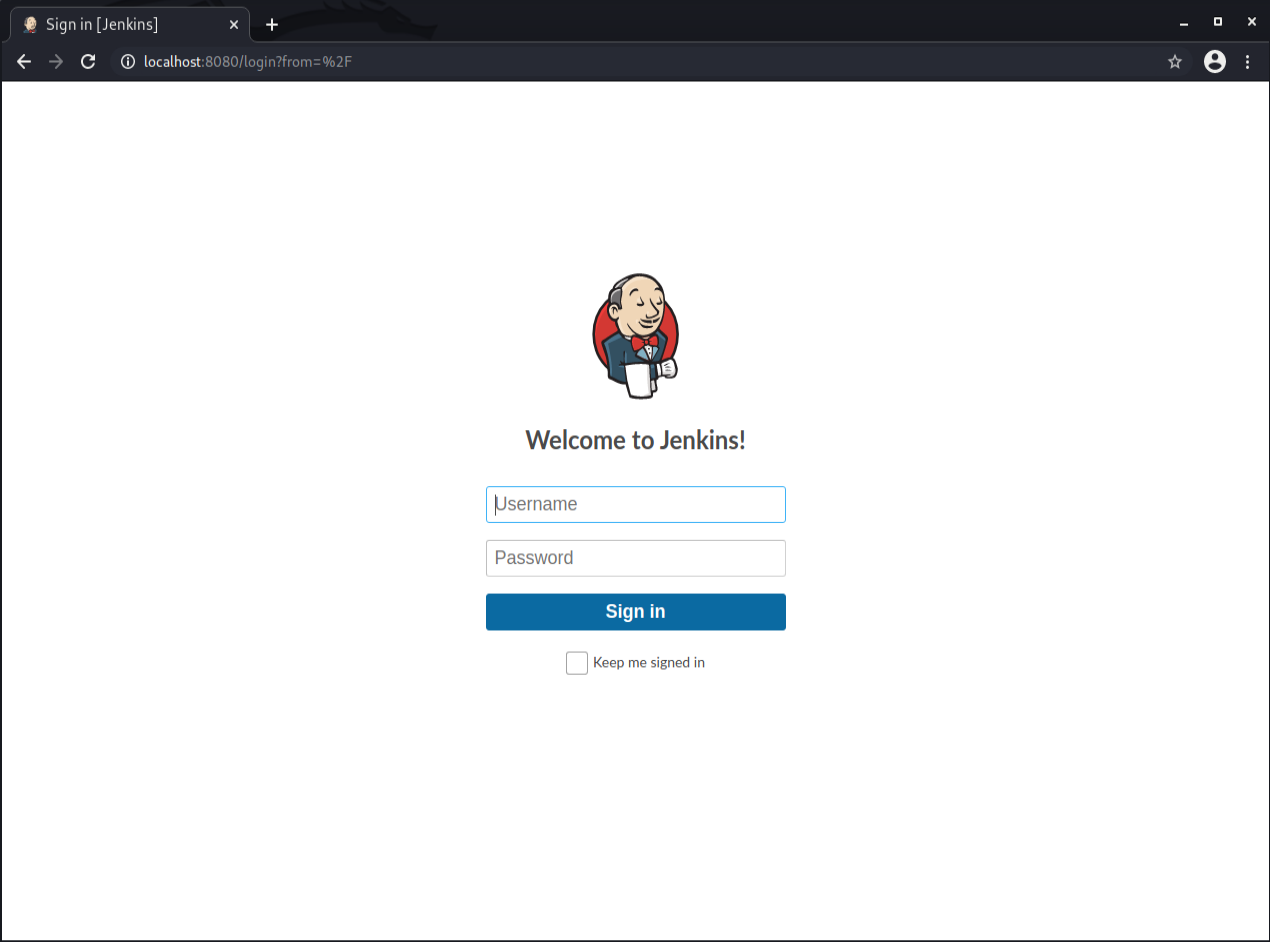 Sign in [Jenkins]
localhost:8080/login?from=%2F
Welcome to Jenkins!
Username
Password
Sign in
Keep me signed in